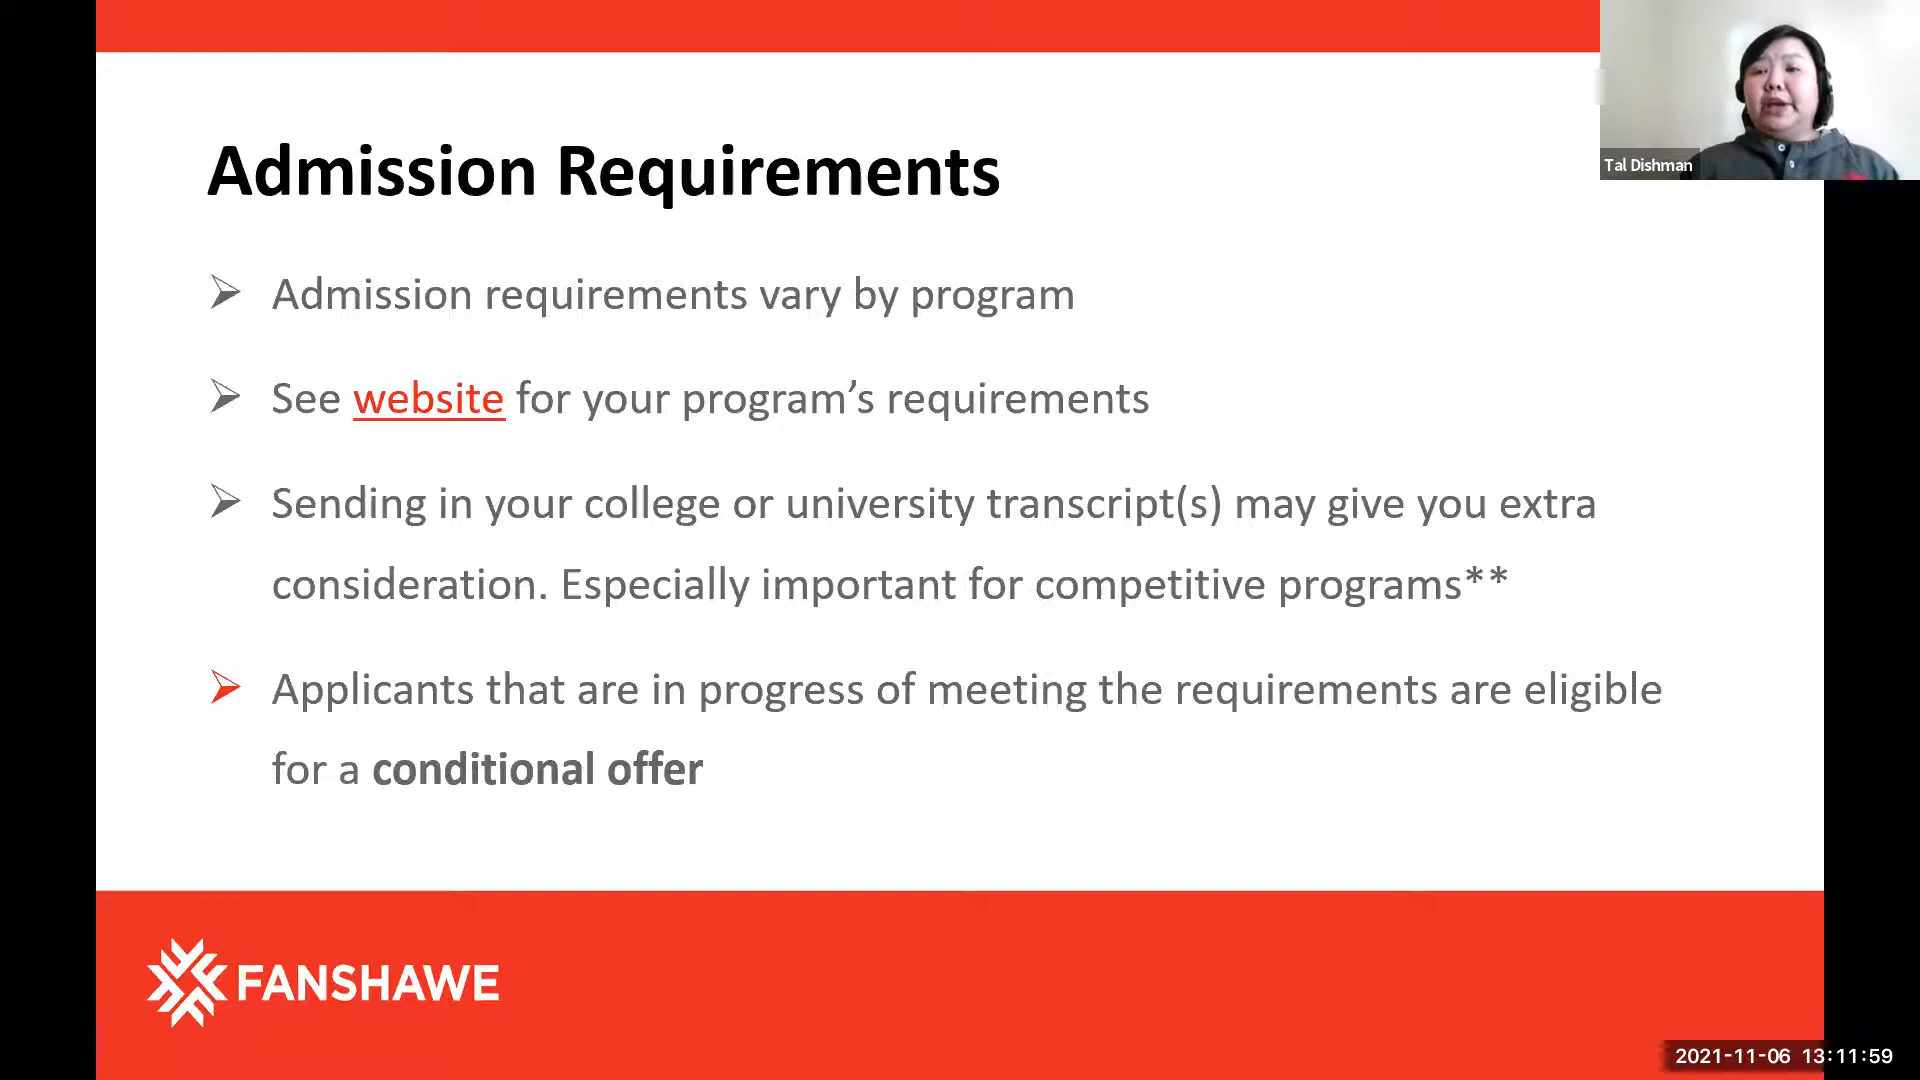 Admission Requirements
Admission requirements vary by program
See website for your program’s requirements
Sending in your college or university transcript(s) may give you extra
consideration. Especially important for competitive programs**
Applicants that are in progress of meeting the requirements are eligible
for a conditional offer
Tal Dishman
FANSHAWE
2021-11-06 13:11:59